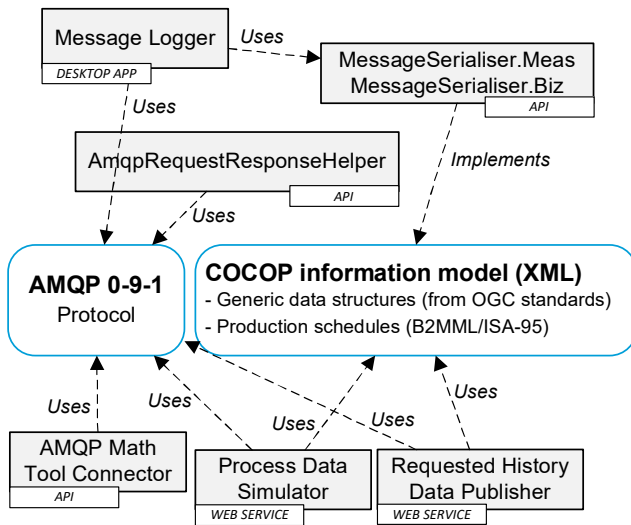 Message Logger
DESKTOP APP
Uses
MessageSerialiser.Meas
MessageSerialiser.Biz
API
Uses
AmqpRequestResponseHelper
API
Implements
Uses
AMQP 0-9-1
Protocol
COCOP information model (XML)
- Generic data structures (from OGC standards)
- Production schedules (B2MML/ISA-95)
Uses
Uses
Uses
Uses
Uses
AMQP Math
Tool Connector
API
Process Data
Simulator
WEB SERVICE
Requested History
Data Publisher
WEB SERVICE